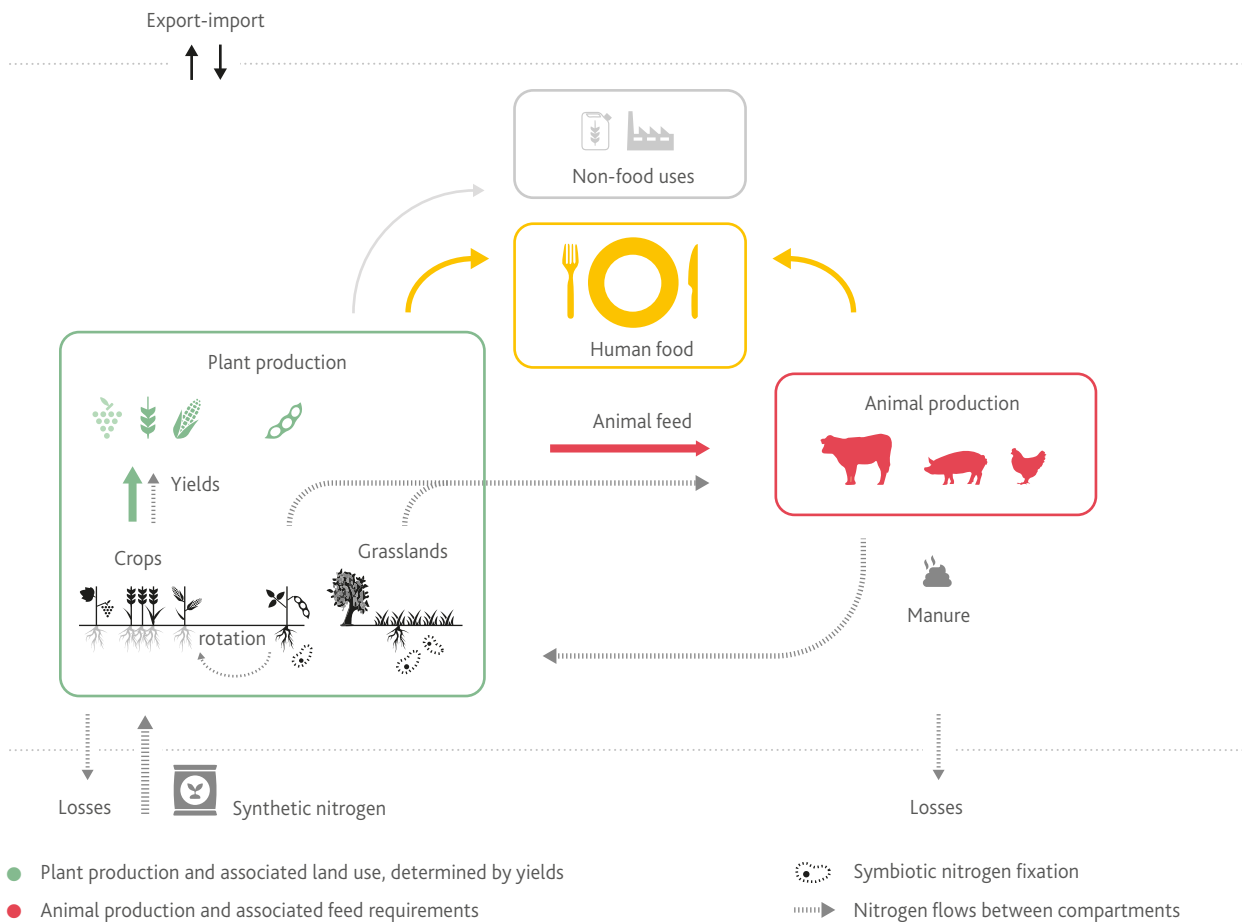 Export-import
Non-food uses
Human food
Plant production
Animal production
Animal feed
Yields
Crops
Grasslands
rotation
Manure
Losses
Synthetic nitrogen
Losses
Plant production and associated land use, determined by yields
Symbiotic nitrogen fixation
Animal production and associated feed requirements
Nitrogen flows between compartments